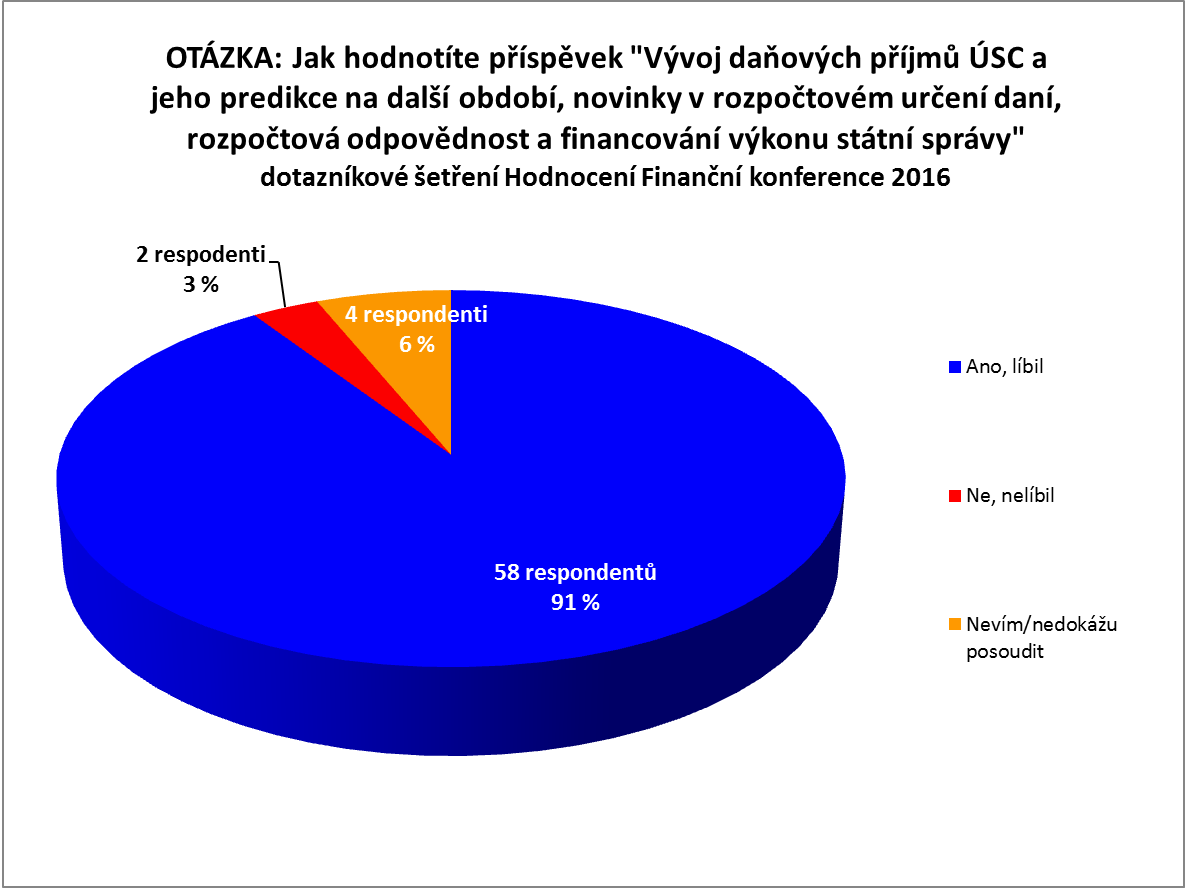 OTÁZKA: Jak hodnotíte příspěvek "Vývoj daňových příjmů ÚSC a
jeho predikce na další období, novinky v rozpočtovém určení daní,
rozpočtová odpovědnost a financování výkonu státní správy"
dotazníkové šetření Hodnocení Finanční konference 2016
2 respodenti
3 %
4 respondenti
6 %
58 respondentů
91 %
Ano, líbil
Ne, nelíbil
Nevím/nedokážu
posoudit